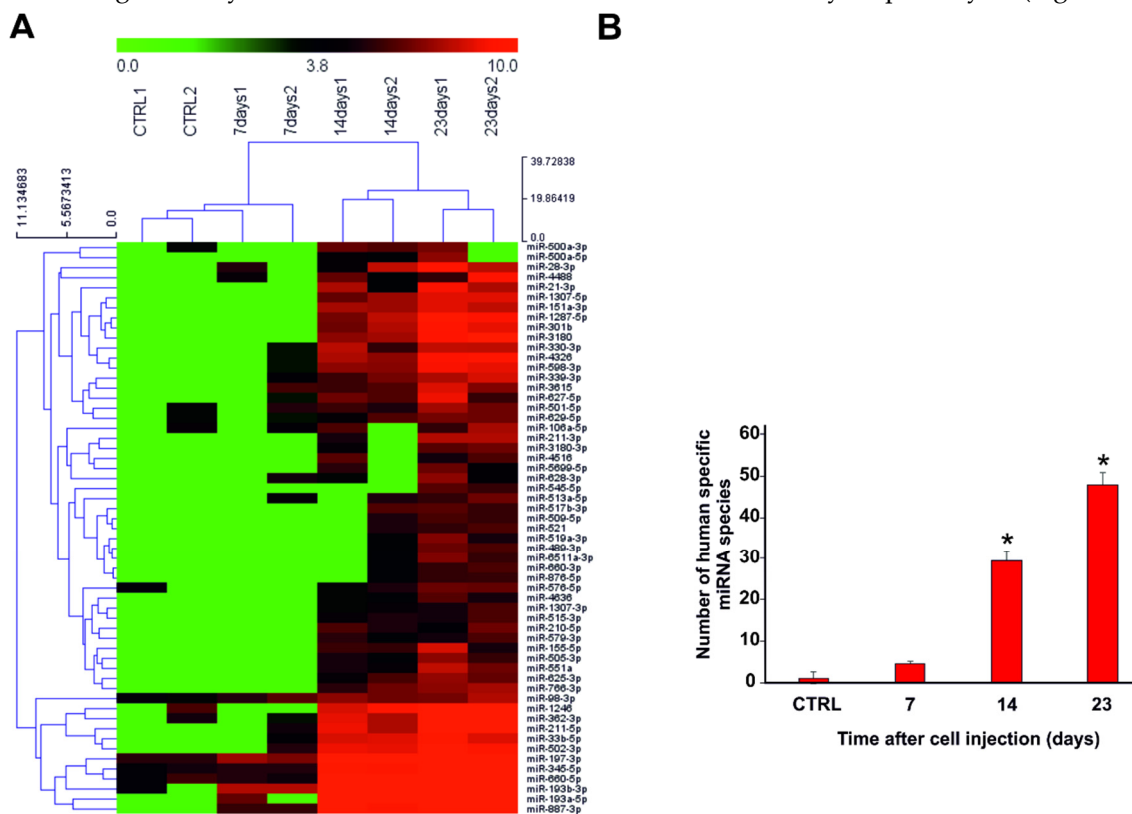 A
B
0.0 3.8 10.0
CTRL1
CTRL2
7days1
7days2
14days1
14days2
23days1
23days2
39.72838
19.86419
0.0
11.134683
5.5673413
0.0
miR-500a-3p
miR-500a-5p
miR-28-3p
miR-4488
miR-21-3p
miR-1307-5p
miR-151a-3p
miR-1287-5p
miR-301b
miR-3180
miR-330-3p
miR-4326
miR-598-3p
miR-339-3p
miR-3615
miR-627-5p
miR-501-5p
miR-629-5p
miR-106a-5p
miR-211-3p
miR-3180-3p
miR-4516
miR-5699-5p
miR-628-3p
miR-545-5p
miR-513a-5p
miR-517b-3p
miR-509-5p
miR-521
miR-519a-3p
miR-489-3p
miR-6511a-3p
miR-660-3p
miR-876-5p
miR-576-5p
miR-4636
miR-1307-3p
miR-515-3p
miR-210-5p
miR-579-3p
miR-155-5p
miR-505-3p
miR-551a
miR-625-3p
miR-766-3p
miR-98-3p
miR-1246
miR-362-3p
miR-211-5p
miR-33b-5p
miR-502-3p
miR-197-3p
miR-345-5p
miR-660-5p
miR-193b-3p
miR-193a-5p
miR-887-3p
Number of human specific
miRNA species
60
50
40
30
20
10
0
*
*
CTRL 7 14 23
Time after cell injection (days)